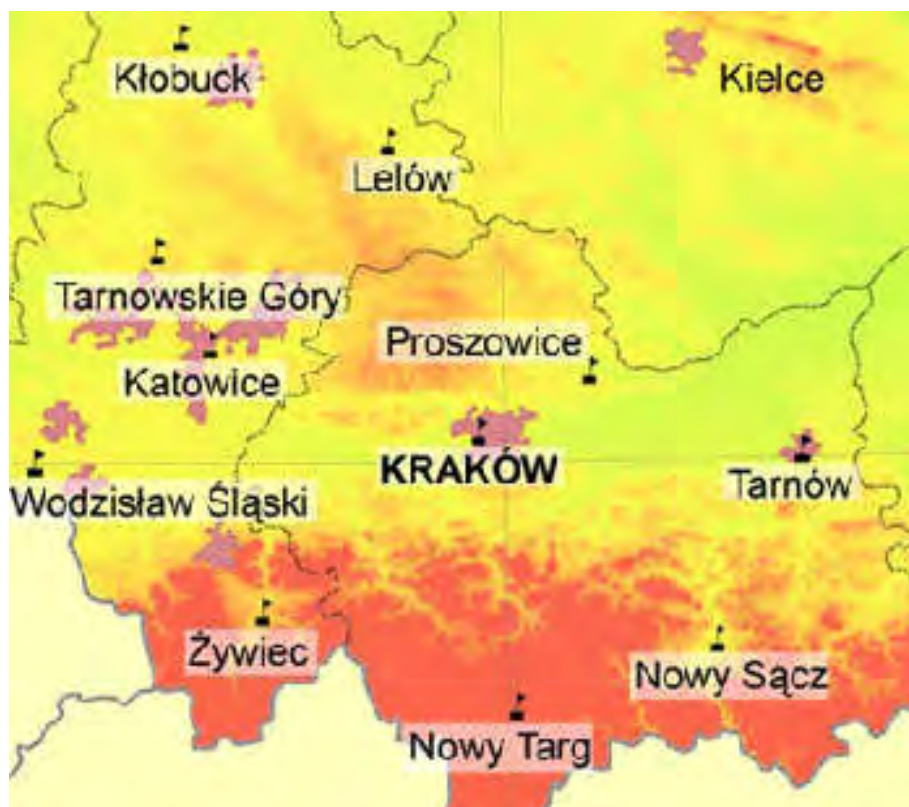 Kłobuck
Kielce
Lelów
Tarnowskie Góry
Proszowice
Katowice
KRAKÓW
Tarnów
Wodzisław Śląski
Żywiec
Nowy Sącz
Nowy Targ